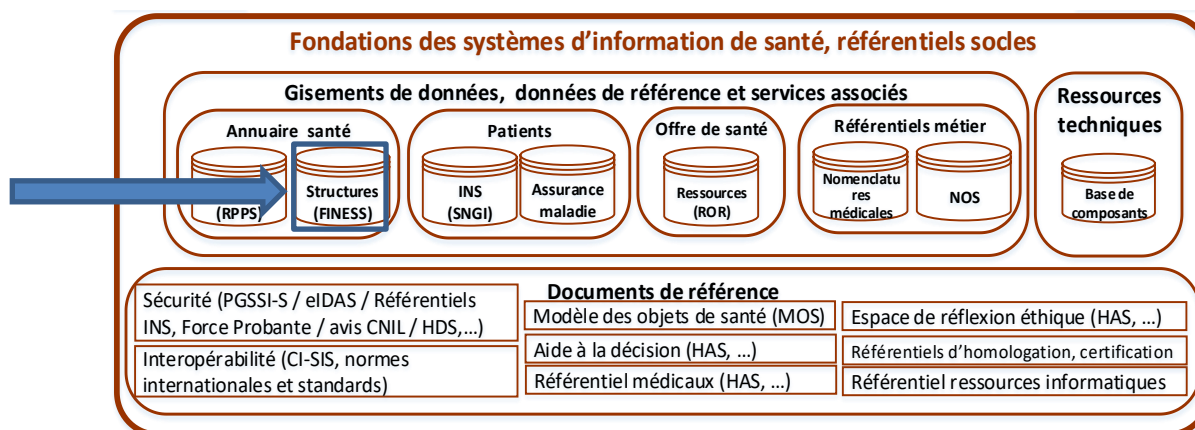 Fondations des systèmes d'information de santé, référentiels socles
Gisements de données, données de référence et services associés
Annuaire santé
(RPPS)
Structures
(FINESS)
Patients
INS
(SNGI)
Assurance
maladie
Offre de santé
Ressources
(ROR)
Référentiels métier
Nomenclatu
res
médicales
NOS
Ressources
techniques
Base de
composants
Documents de référence
Sécurité (PGSSI-S / eIDAS / Référentiels
INS, Force Probante / avis CNIL / HDS,...)
Interopérabilité (CI-SIS, normes
internationales et standards)
Modèle des objets de santé (MOS)
Aide à la décision (HAS, ...)
Référentiel médicaux (HAS, ...)
Espace de réflexion éthique (HAS, ...)
Référentiels d'homologation, certification
Référentiel ressources informatiques